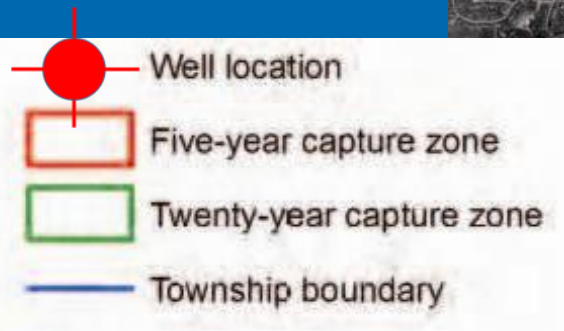 Well location
Five-year capture zone
Twenty-year capture zone
Township boundary